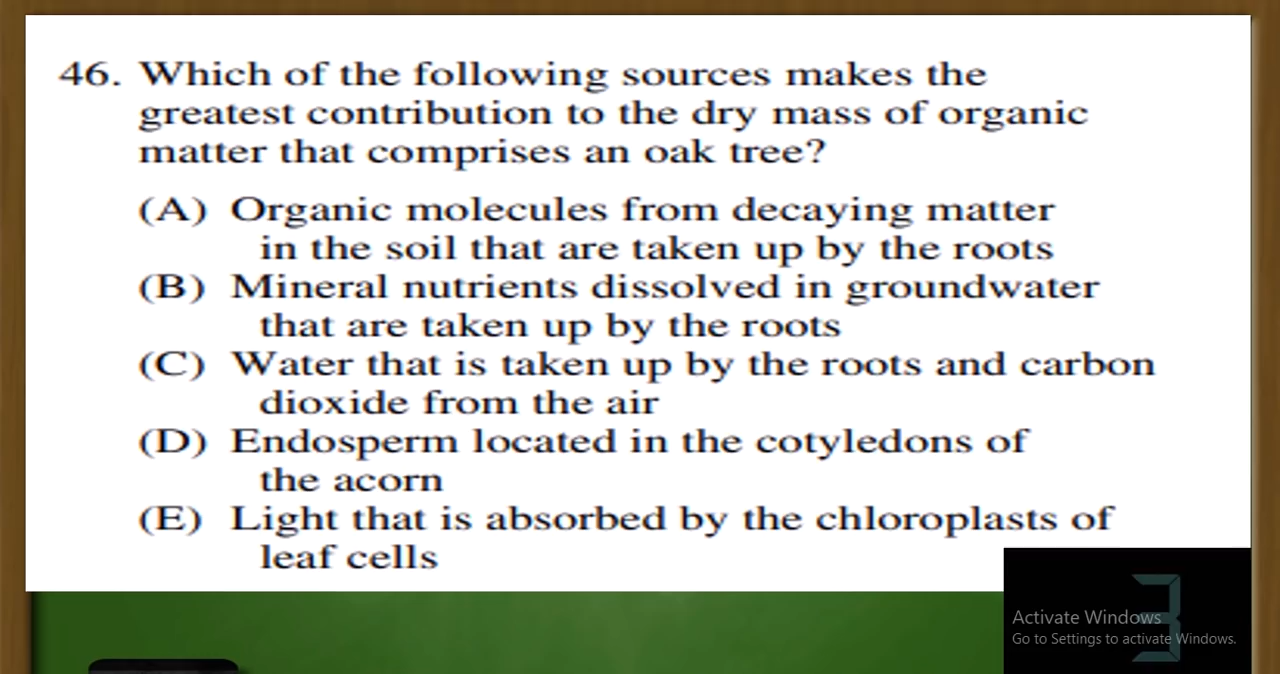 46. Which of the following sources makes the
greatest contribution to the dry mass of organic
matter that comprises an oak tree?
(A) Organic molecules from decaying matter
in the soil that are taken up by the roots
(B) Mineral nutrients dissolved in groundwater
that are taken up by the roots
(C) Water that is taken up by the roots and carbon
dioxide from the air
(D) Endosperm located in the cotyledons of
the acorn
(E) Light that is absorbed by the chloroplasts of
leaf cells
3
Activate Windows
Go to Settings to activate Windows.